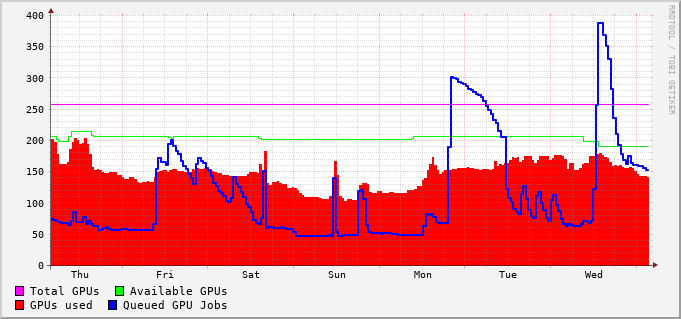 400
350
300
250
200
150
100
50
0
Thu Fri Sat Sun Mon Tue Wed
Total GPUs Available GPUs
GPUs used Queued GPU Jobs
RRDTOOL / TOBI OETIKER